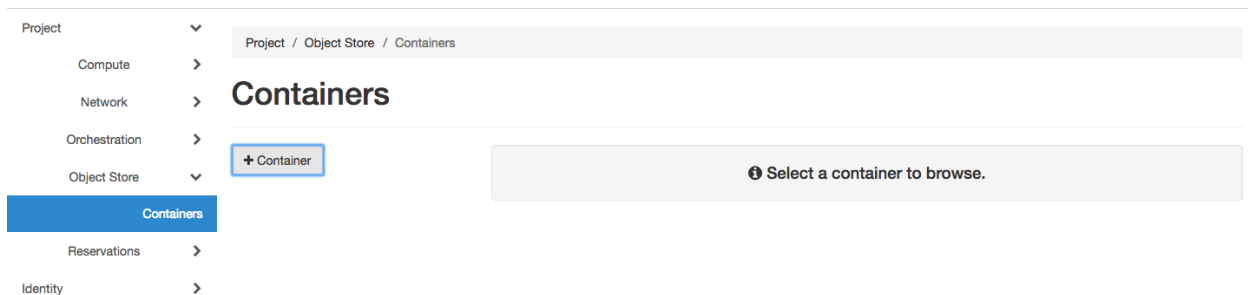 Project
Compute
Network
Orchestration
Object Store
Containers
Reservations
Identity
Project / Object Store / Containers
Containers
+ Container
Select a container to browse.